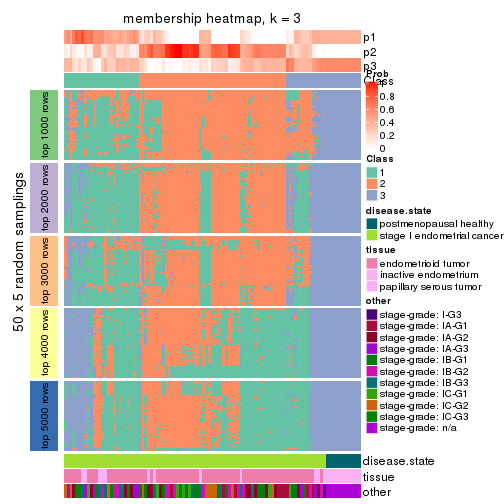 membership heatmap, k = 3
p1
p2
p3
Class
50 x 5 random samplings
top 1000 rows
top 2000 rows
top 3000 rows
top 4000 rows
top 5000 rows
disease.state
tissue
other
Prob
0.8
0.6
0.4
0.2
0
Class
1
2
3
disease.state
postmenopausal healthy
stage I endometrial cancer
tissue
endometrioid tumor
inactive endometrium
papillary serous tumor
other
stage-grade: I-G3
stage-grade: IA-G1
stage-grade: IA-G2
stage-grade: IA-G3
stage-grade: IB-G1
stage-grade: IB-G2
stage-grade: IB-G3
stage-grade: IC-G1
stage-grade: IC-G2
stage-grade: IC-G3
stage-grade: n/a